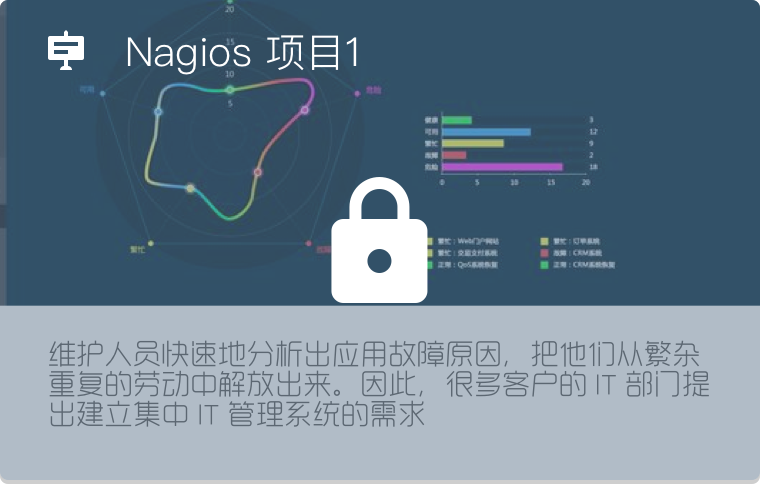 Nagios 项目1
20
15
10
5
可用
危险
繁忙
故障
健康 3
可用 12
繁忙 9
故障 2
危险 18
0 5 10 15 20
繁忙：Web门户网站 繁忙：订单系统
繁忙：交易支付系统 故障：CRM系统
正常：QoS系统数据 正常：CRM系统数据
维护人员快速地分析出应用故障原因，把他们从繁杂
重复的劳动中解放出来。因此，很多客户的 IT 部门提
出建立集中 IT 管理系统的需求